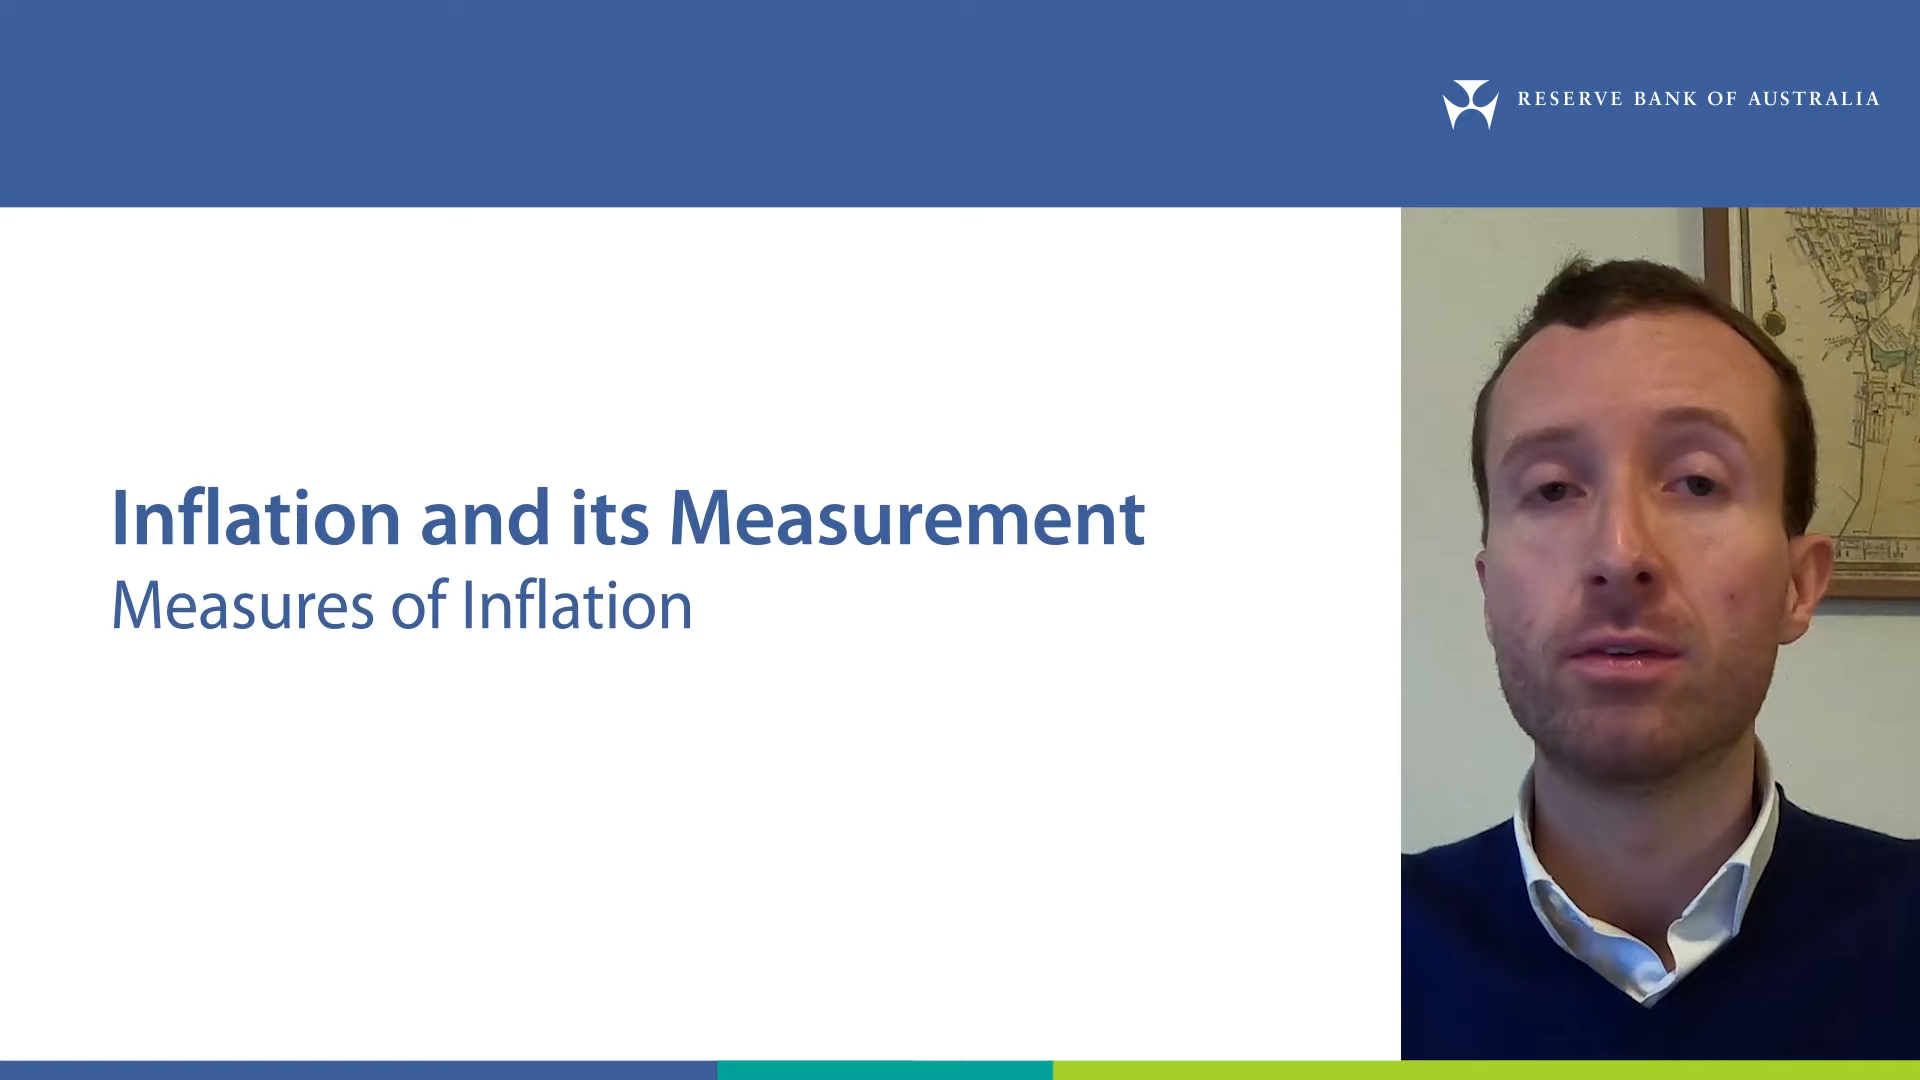 RESERVE BANK OF AUSTRALIA
Inflation and its Measurement
Measures of Inflation